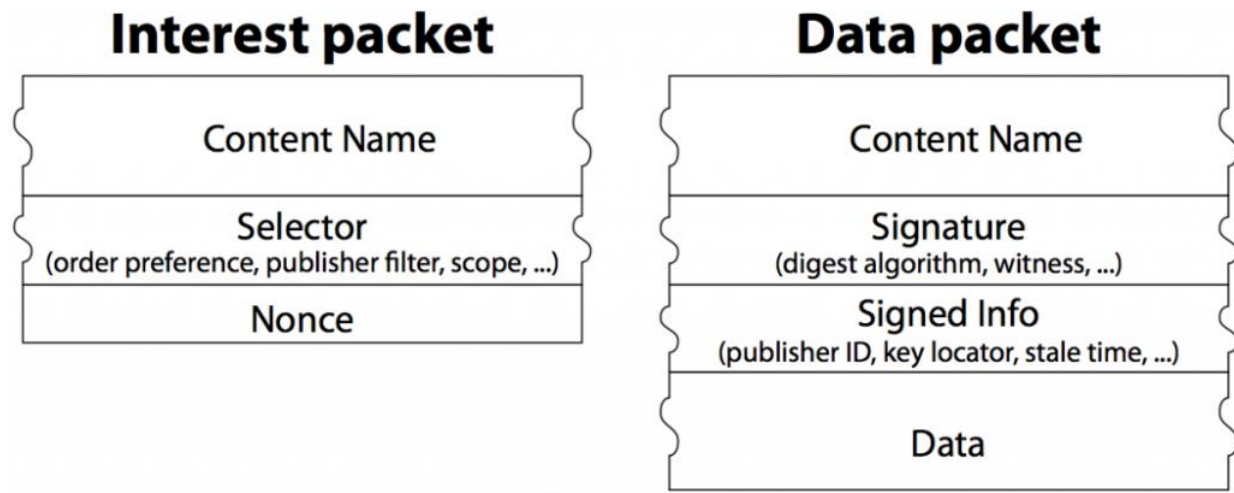 Interest packet
Content Name
Selector
(order preference, publisher filter, scope, ...)
Nonce
Data packet
Content Name
Signature
(digest algorithm, witness, ...)
Signed Info
(publisher ID, key locator, stale time, ...)
Data